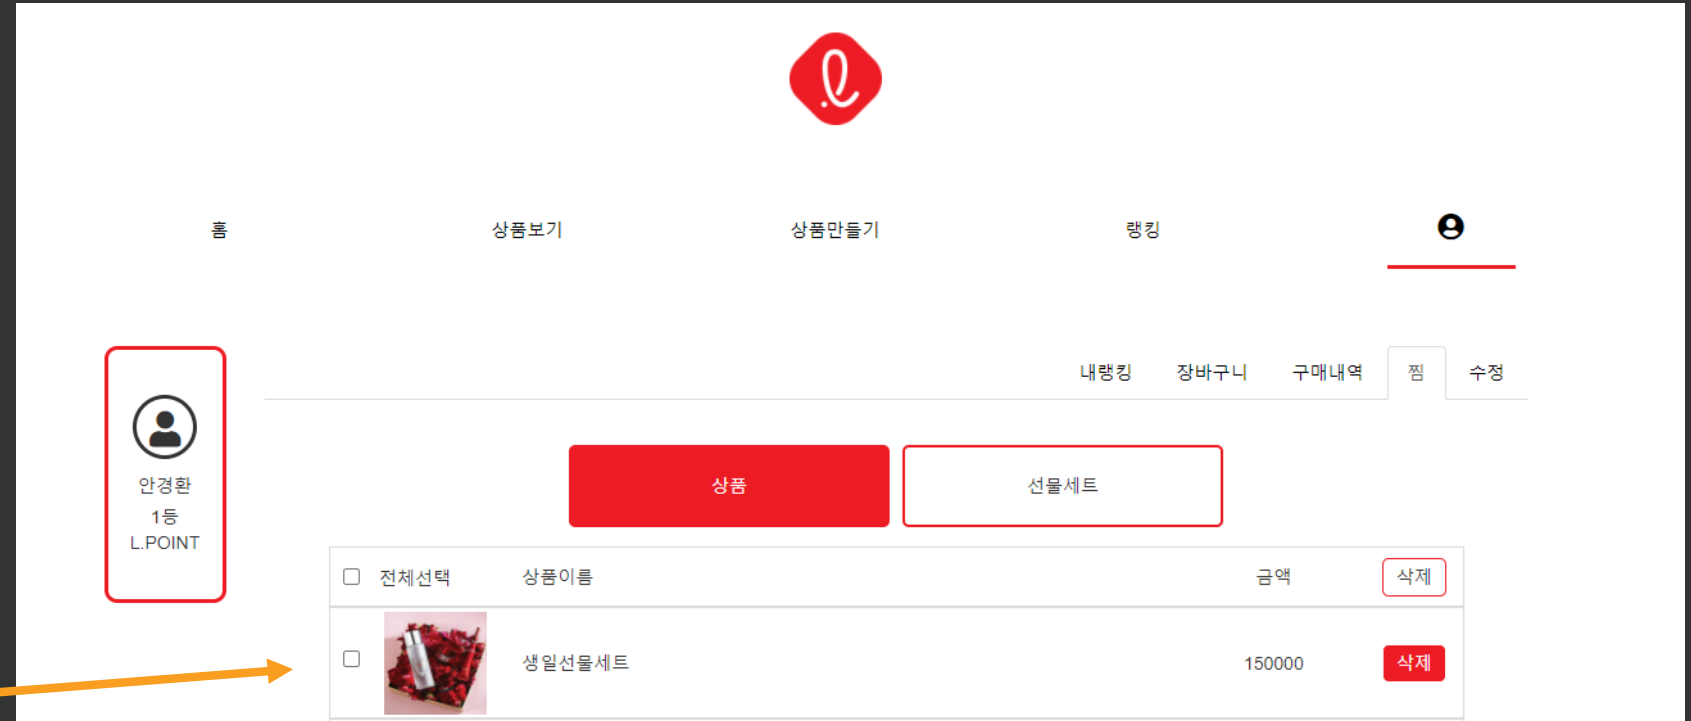 홈 상품보기 상품만들기 랭킹
내랭킹 장바구니 구매내역 찜 수정
안경환
1등
L.POINT
상품 선물세트
전체선택 상품이름 금액 삭제
생일선물세트 150000 삭제